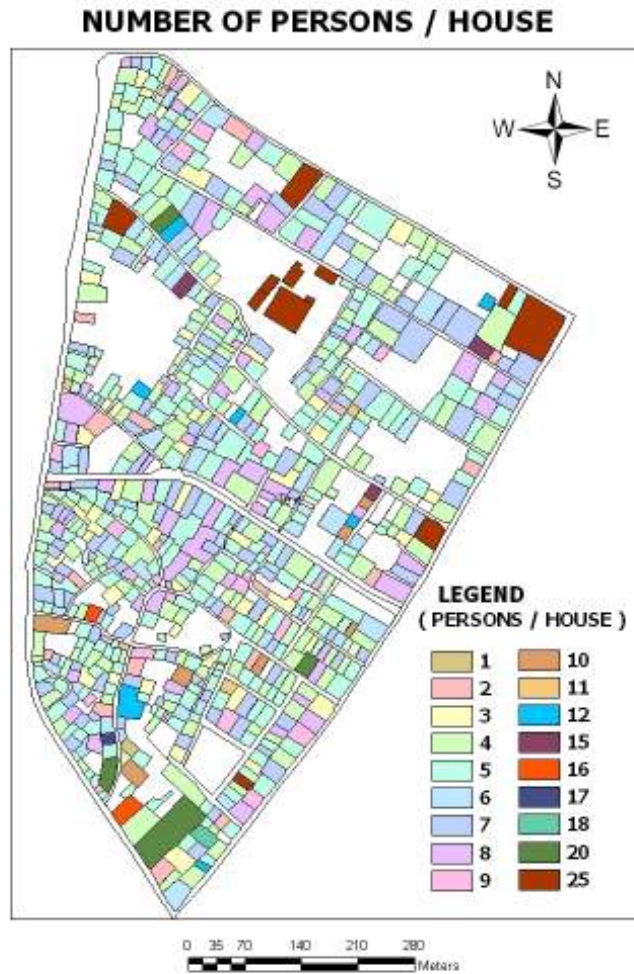 NUMBER OF PERSONS / HOUSE
N
W E
S
LEGEND
( PERSONS / HOUSE )
1 10
2 11
3 12
4 15
5 16
6 17
7 18
8 20
9 25
0 35 70 140 210 280
Meters